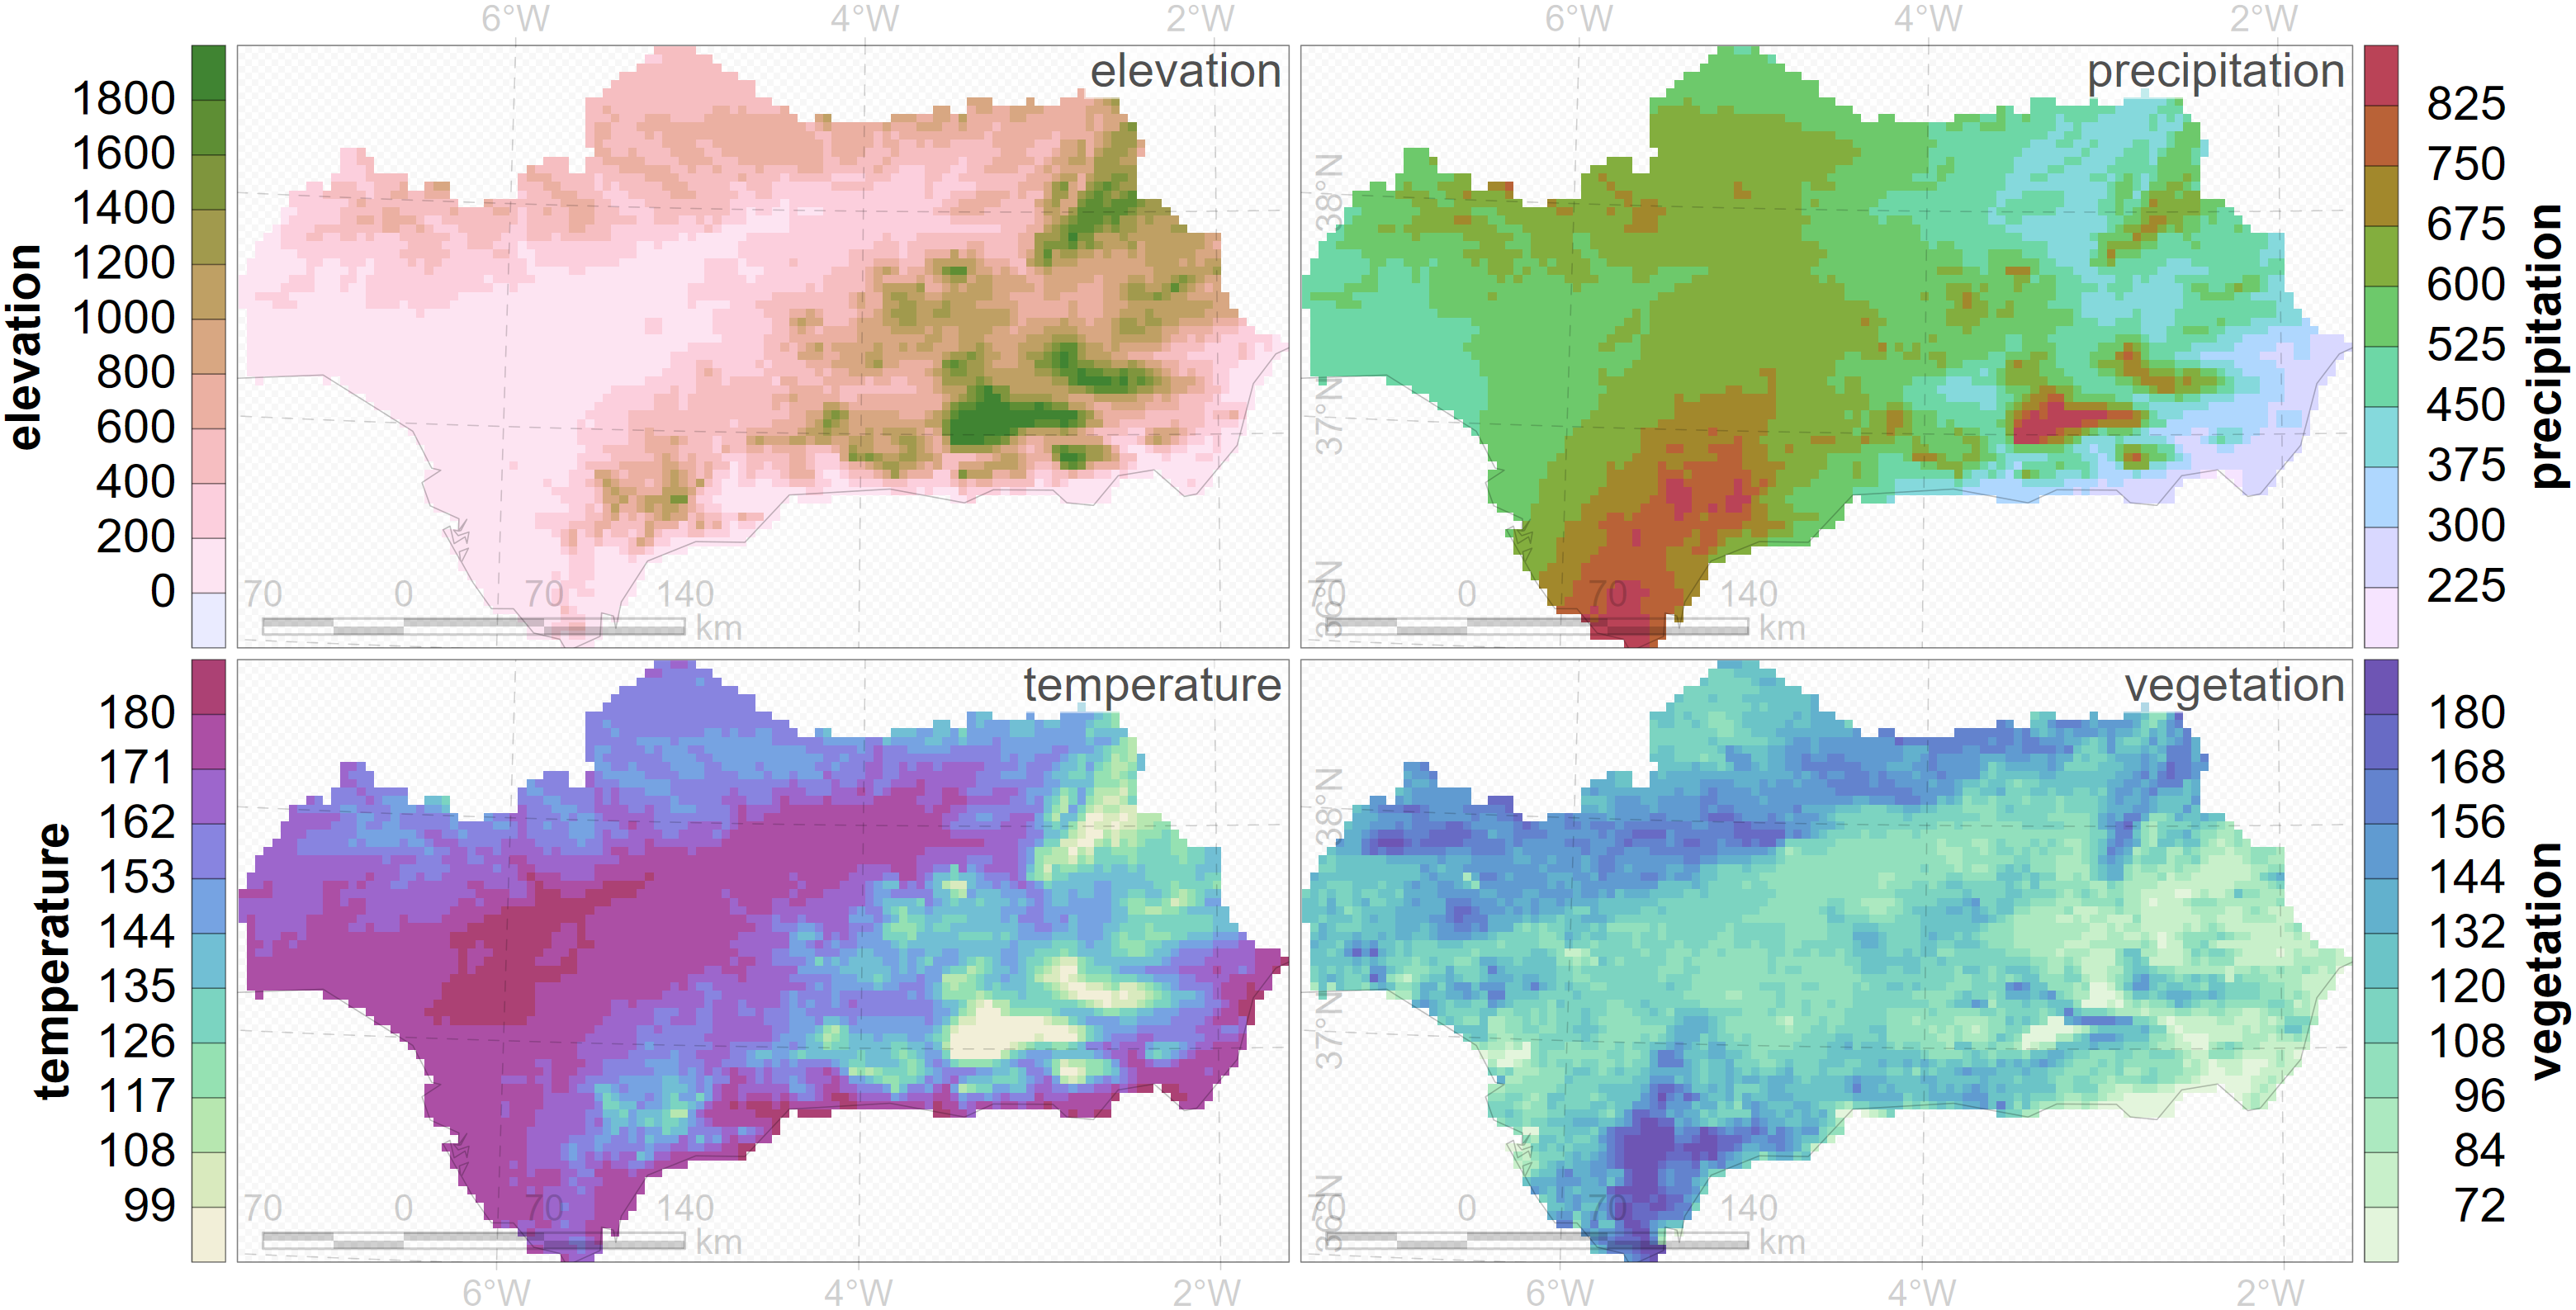 6°W 4°W 2°W
6°W 4°W 2°W
elevation
precipitation
elevation
1800
1600
1400
1200
1000
800
600
400
200
0
38°N
37°N
36°N
825
750
675
600
525
450
375
300
225
precipitation
70 0 70 140
km
70 0 70 140
km
temperature
vegetation
temperature
180
171
162
153
144
135
126
117
108
99
38°N
37°N
36°N
180
168
156
144
132
120
108
96
84
72
vegetation
70 0 70 140
km
70 0 70 140
km
6°W 4°W 2°W
6°W 4°W 2°W